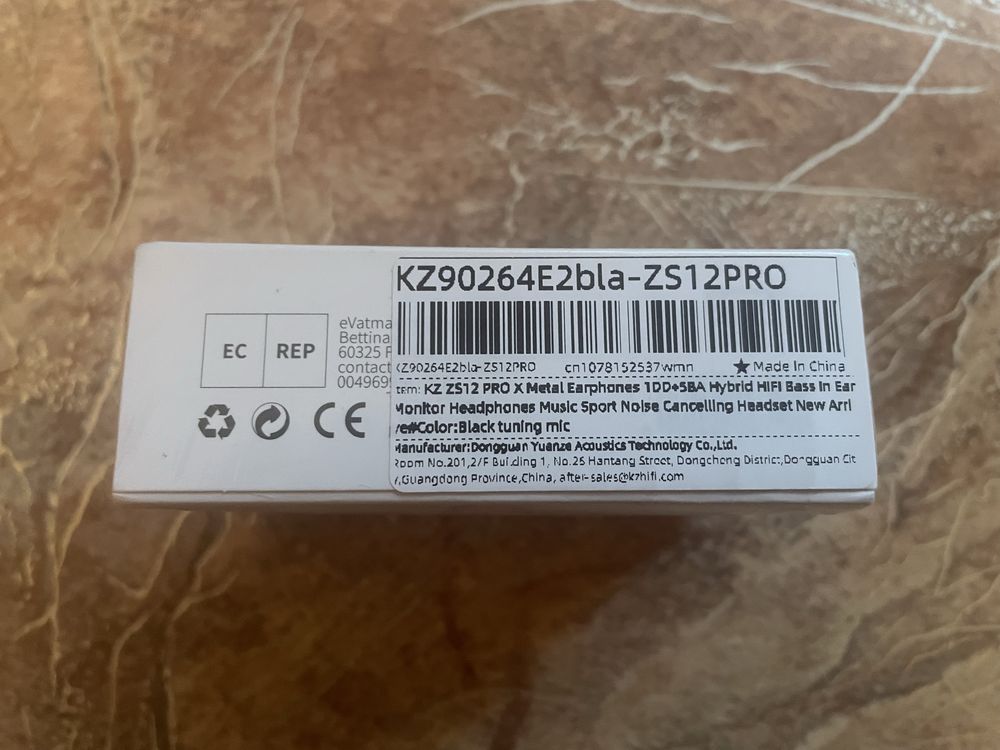 KZ90264E2bla-ZS12PRO
KZ90264E2bla-ZS12PRO cn1078152537wmn ★Made In China
tem: KZ ZS12 PRO X Metal Earphones 1DD+5BA Hybrid HIFI Bass In Ear
Monitor Headphones Music Sport Noise Cancelling Headset New Arri
ve#Color:Black tuning mic
Manufacturer:Dongguan Yuanze Acoustics Technology Co.,Ltd.
Room No.201,2/F Building 1, No.26 Hantang Street, Dongcheng District,Dongguan Cit
y,Guangdong Province,China, after-sales@kzhifi.com
EC REP
eVatma
Bettina
60325 F
contact
004969
CE